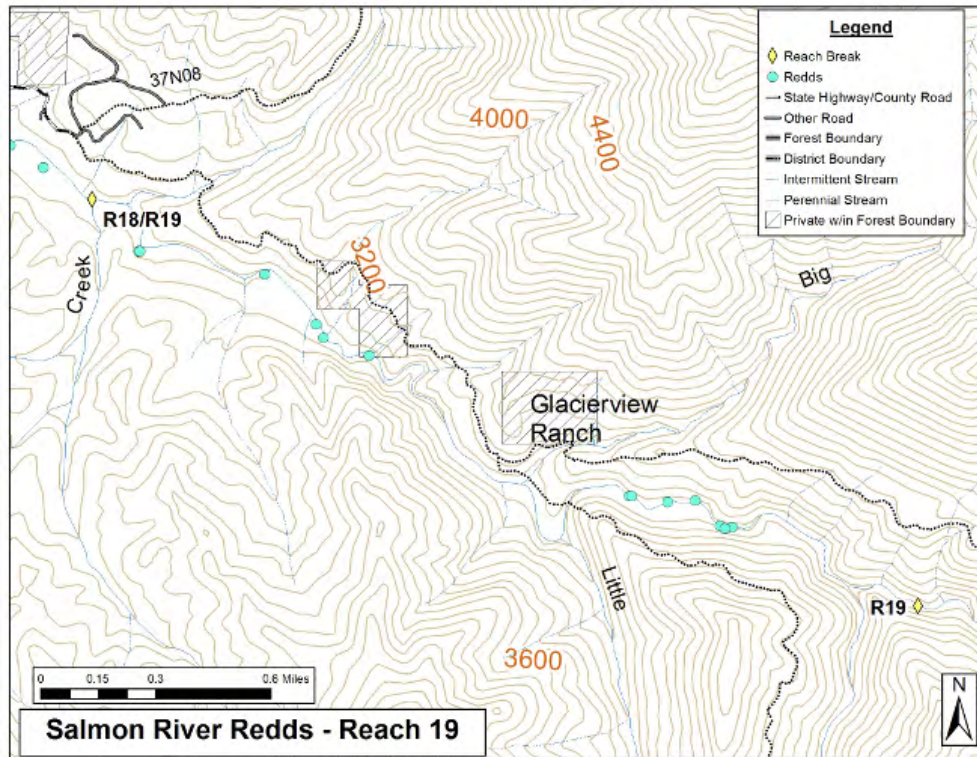 37N08
4000
4400
Legend
Reach Break
Redds
State Highway/County Road
Other Road
Forest Boundary
District Boundary
Intermittent Stream
Perennial Stream
Private w/in Forest Boundary
R18/R19
3200
Creek
Big
Glacierview
Ranch
Little
R19
3600
0 0.15 0.3 0.6 Miles
N
Salmon River Redds - Reach 19